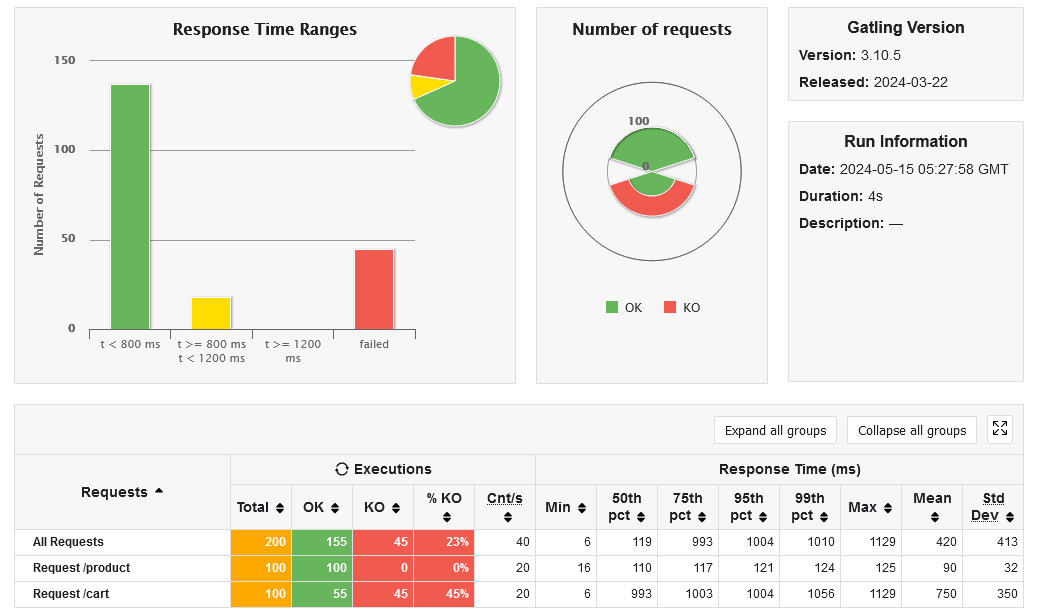 Response Time Ranges
Number of Requests
150
100
50
0
t < 800 ms
t >= 800 ms
t < 1200 ms
t >= 1200
ms
failed
Number of requests
100
0
OK
KO
Gatling Version
Version: 3.10.5
Released: 2024-03-22
Run Information
Date: 2024-05-15 05:27:58 GMT
Duration: 4s
Description: —
Expand all groups
Collapse all groups
Requests
Executions
Response Time (ms)
Total OK KO % KO Cnt/s Min 50th pct 75th pct 95th pct 99th pct Max Mean Std Dev
All Requests 200 155 45 23% 40 6 119 993 1004 1010 1129 420 413
Request /product 100 100 0 0% 20 16 110 117 121 124 125 90 32
Request /cart 100 55 45 45% 20 6 993 1003 1004 1056 1129 750 350